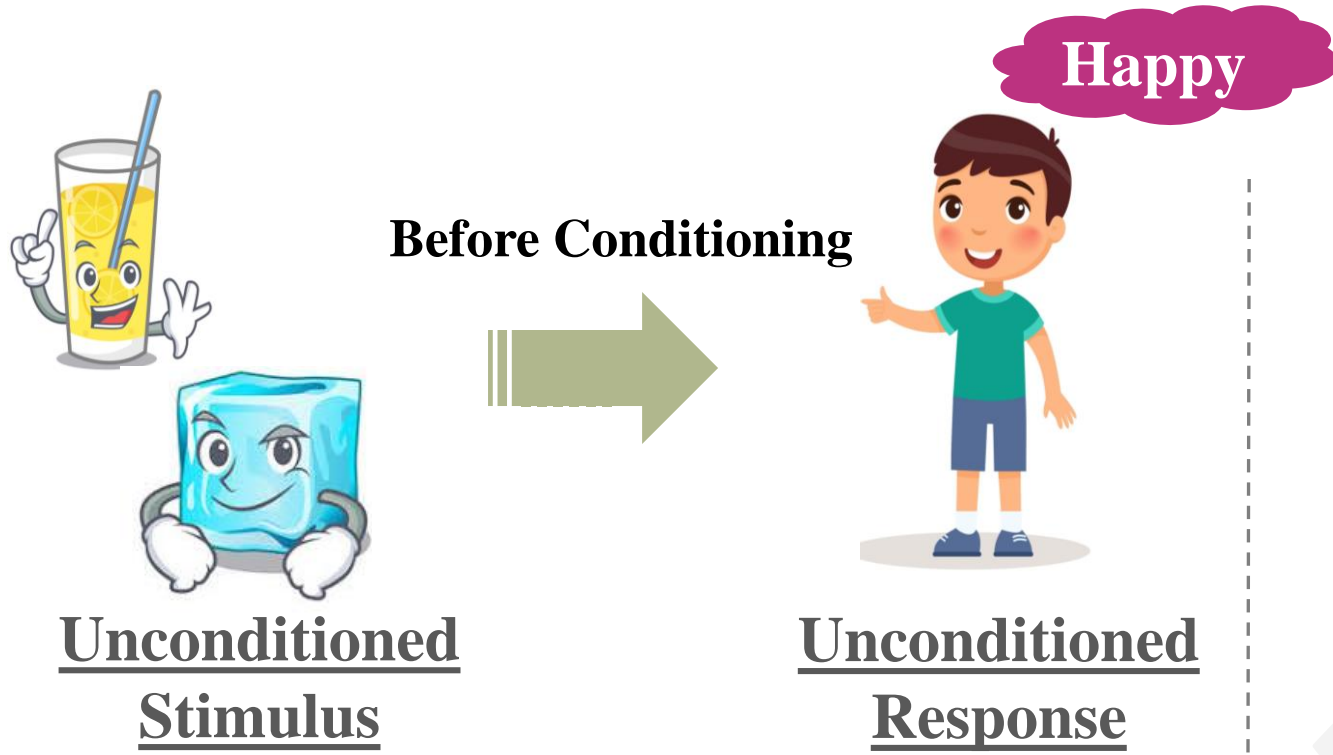 Happy
Before Conditioning
Unconditioned
Stimulus
Unconditioned
Response